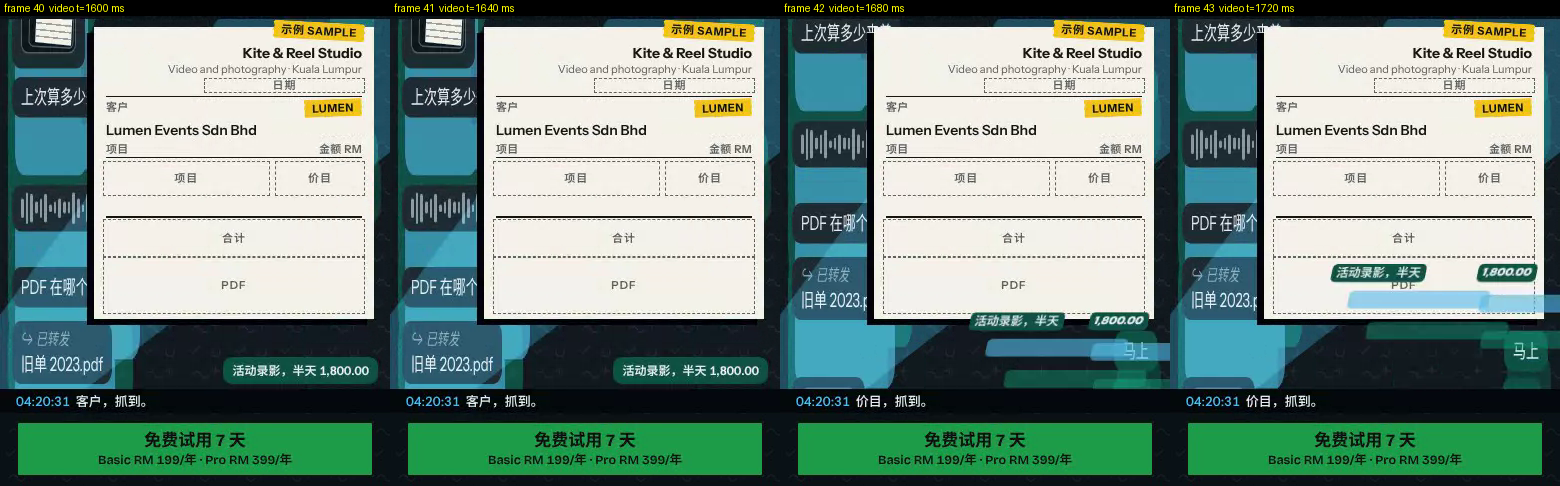 frame 40 video t=1600 ms
示例 SAMPLE
Kite & Reel Studio
Video and photography · Kuala Lumpur
日期
客户
LUMEN
Lumen Events Sdn Bhd
项目
金额 RM
项目
价目
合计
PDF
上次算多少
PDF 在哪个
已转发
旧单 2023.pdf
活动录影，半天 1,800.00
04:20:31 客户，抓到。
免费试用 7 天
Basic RM 199/年 · Pro RM 399/年
frame 41 video t=1640 ms
示例 SAMPLE
Kite & Reel Studio
Video and photography · Kuala Lumpur
日期
客户
LUMEN
Lumen Events Sdn Bhd
项目
金额 RM
项目
价目
合计
PDF
上次算多少
PDF 在哪个
已转发
旧单 2023.pdf
活动录影，半天 1,800.00
04:20:31 客户，抓到。
免费试用 7 天
Basic RM 199/年 · Pro RM 399/年
frame 42 video t=1680 ms
上次算多少
示例 SAMPLE
Kite & Reel Studio
Video and photography · Kuala Lumpur
日期
客户
LUMEN
Lumen Events Sdn Bhd
项目
金额 RM
项目
价目
合计
PDF
PDF 在哪个
已转发
旧单 2023.p
活动录影，半天
1,800.00
马上
04:20:31 价目，抓到。
免费试用 7 天
Basic RM 199/年 · Pro RM 399/年
frame 43 video t=1720 ms
上次算多少
示例 SAMPLE
Kite & Reel Studio
Video and photography · Kuala Lumpur
日期
客户
LUMEN
Lumen Events Sdn Bhd
项目
金额 RM
项目
价目
合计
PDF 在哪个
已转发
旧单 2023.p
活动录影，半天
1,800.00
PDF
马上
04:20:31 价目，抓到。
免费试用 7 天
Basic RM 199/年 · Pro RM 399/年